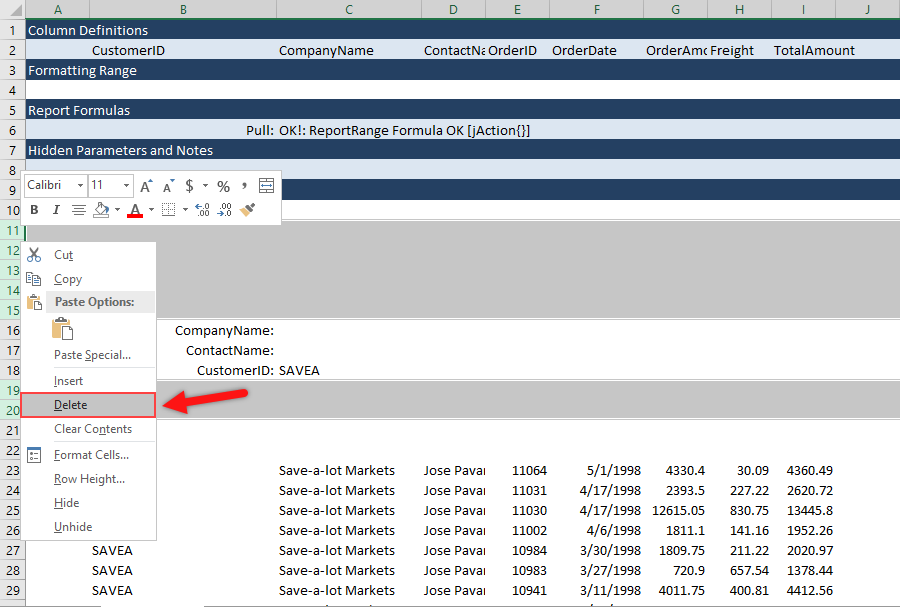 A B C D E F G H I J
1 Column Definitions
2 CustomerID CompanyName ContactNa OrderID OrderDate OrderAmo Freight TotalAmount
3 Formatting Range
4
5 Report Formulas
6 Pull: OK!: ReportRange Formula OK [jAction{}]
7 Hidden Parameters and Notes
8
Calibri 11 A A $ % ,
9
B I A .00 .00
10
11
12 Cut
13 Copy
14 Paste Options:
15
16 CompanyName:
17 ContactName:
Paste Special...
18 CustomerID: SAVEA
Insert
19
Delete
20
21 Clear Contents
22 Format Cells...
23 Save-a-lot Markets Jose Pavar 11064 5/1/1998 4330.4 30.09 4360.49
Row Height...
24 Save-a-lot Markets Jose Pavar 11031 4/17/1998 2393.5 227.22 2620.72
Hide
25 Save-a-lot Markets Jose Pavar 11030 4/17/1998 12615.05 830.75 13445.8
Unhide
26 Save-a-lot Markets Jose Pavar 11002 4/6/1998 1811.1 141.16 1952.26
27 SAVEA Save-a-lot Markets Jose Pavar 10984 3/30/1998 1809.75 211.22 2020.97
28 SAVEA Save-a-lot Markets Jose Pavar 10983 3/27/1998 720.9 657.54 1378.44
29 SAVEA Save-a-lot Markets Jose Pavar 10941 3/11/1998 4011.75 400.81 4412.56